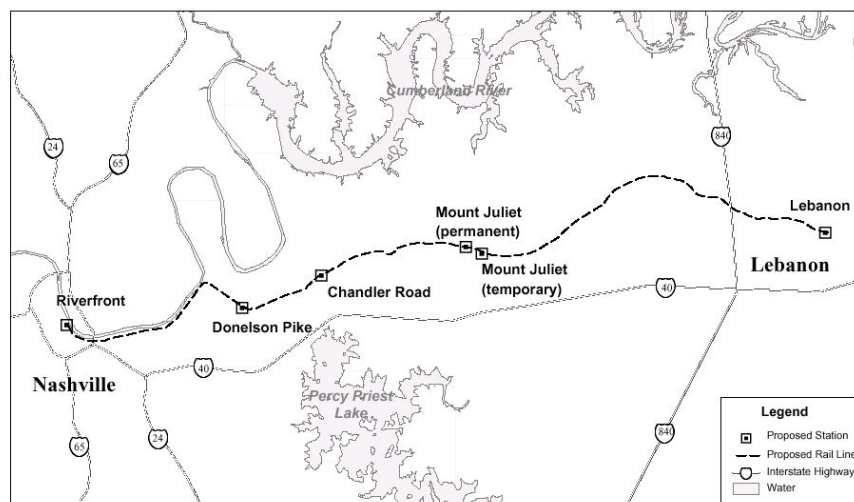 Cumberland River
24
65
840
Lebanon
Mount Juliet
(permanent)
Mount Juliet
(temporary)
Lebanon
Chandler Road
40
Riverfront
Donelson Pike
Nashville
40
Percy Priest
Lake
65
24
840
Legend
Proposed Station
Proposed Rail Line
Interstate Highway
Water